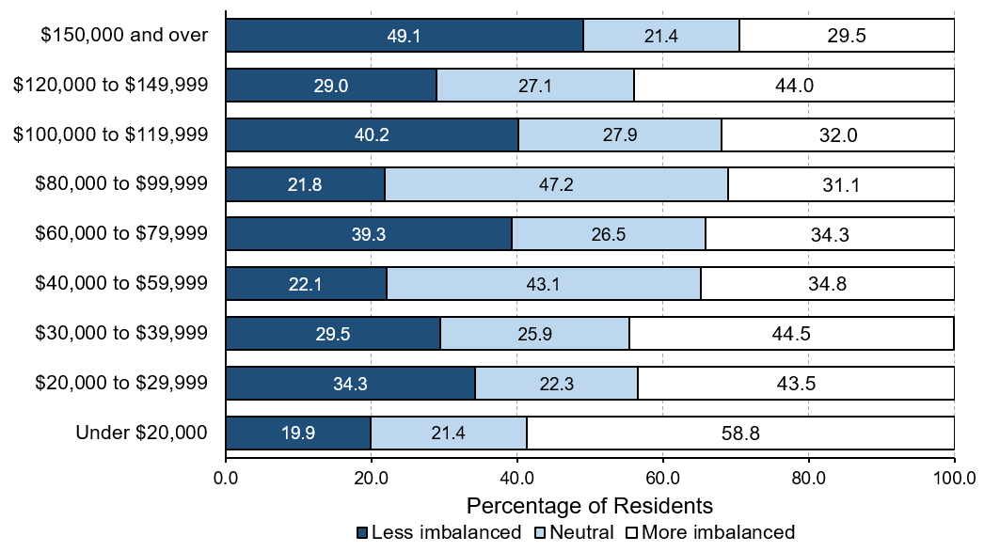 $150,000 and over 49.1 21.4 29.5
$120,000 to $149,999 29.0 27.1 44.0
$100,000 to $119,999 40.2 27.9 32.0
$80,000 to $99,999 21.8 47.2 31.1
$60,000 to $79,999 39.3 26.5 34.3
$40,000 to $59,999 22.1 43.1 34.8
$30,000 to $39,999 29.5 25.9 44.5
$20,000 to $29,999 34.3 22.3 43.5
Under $20,000 19.9 21.4 58.8
0.0 20.0 40.0 60.0 80.0 100.0
Percentage of Residents
Less imbalanced Neutral More imbalanced